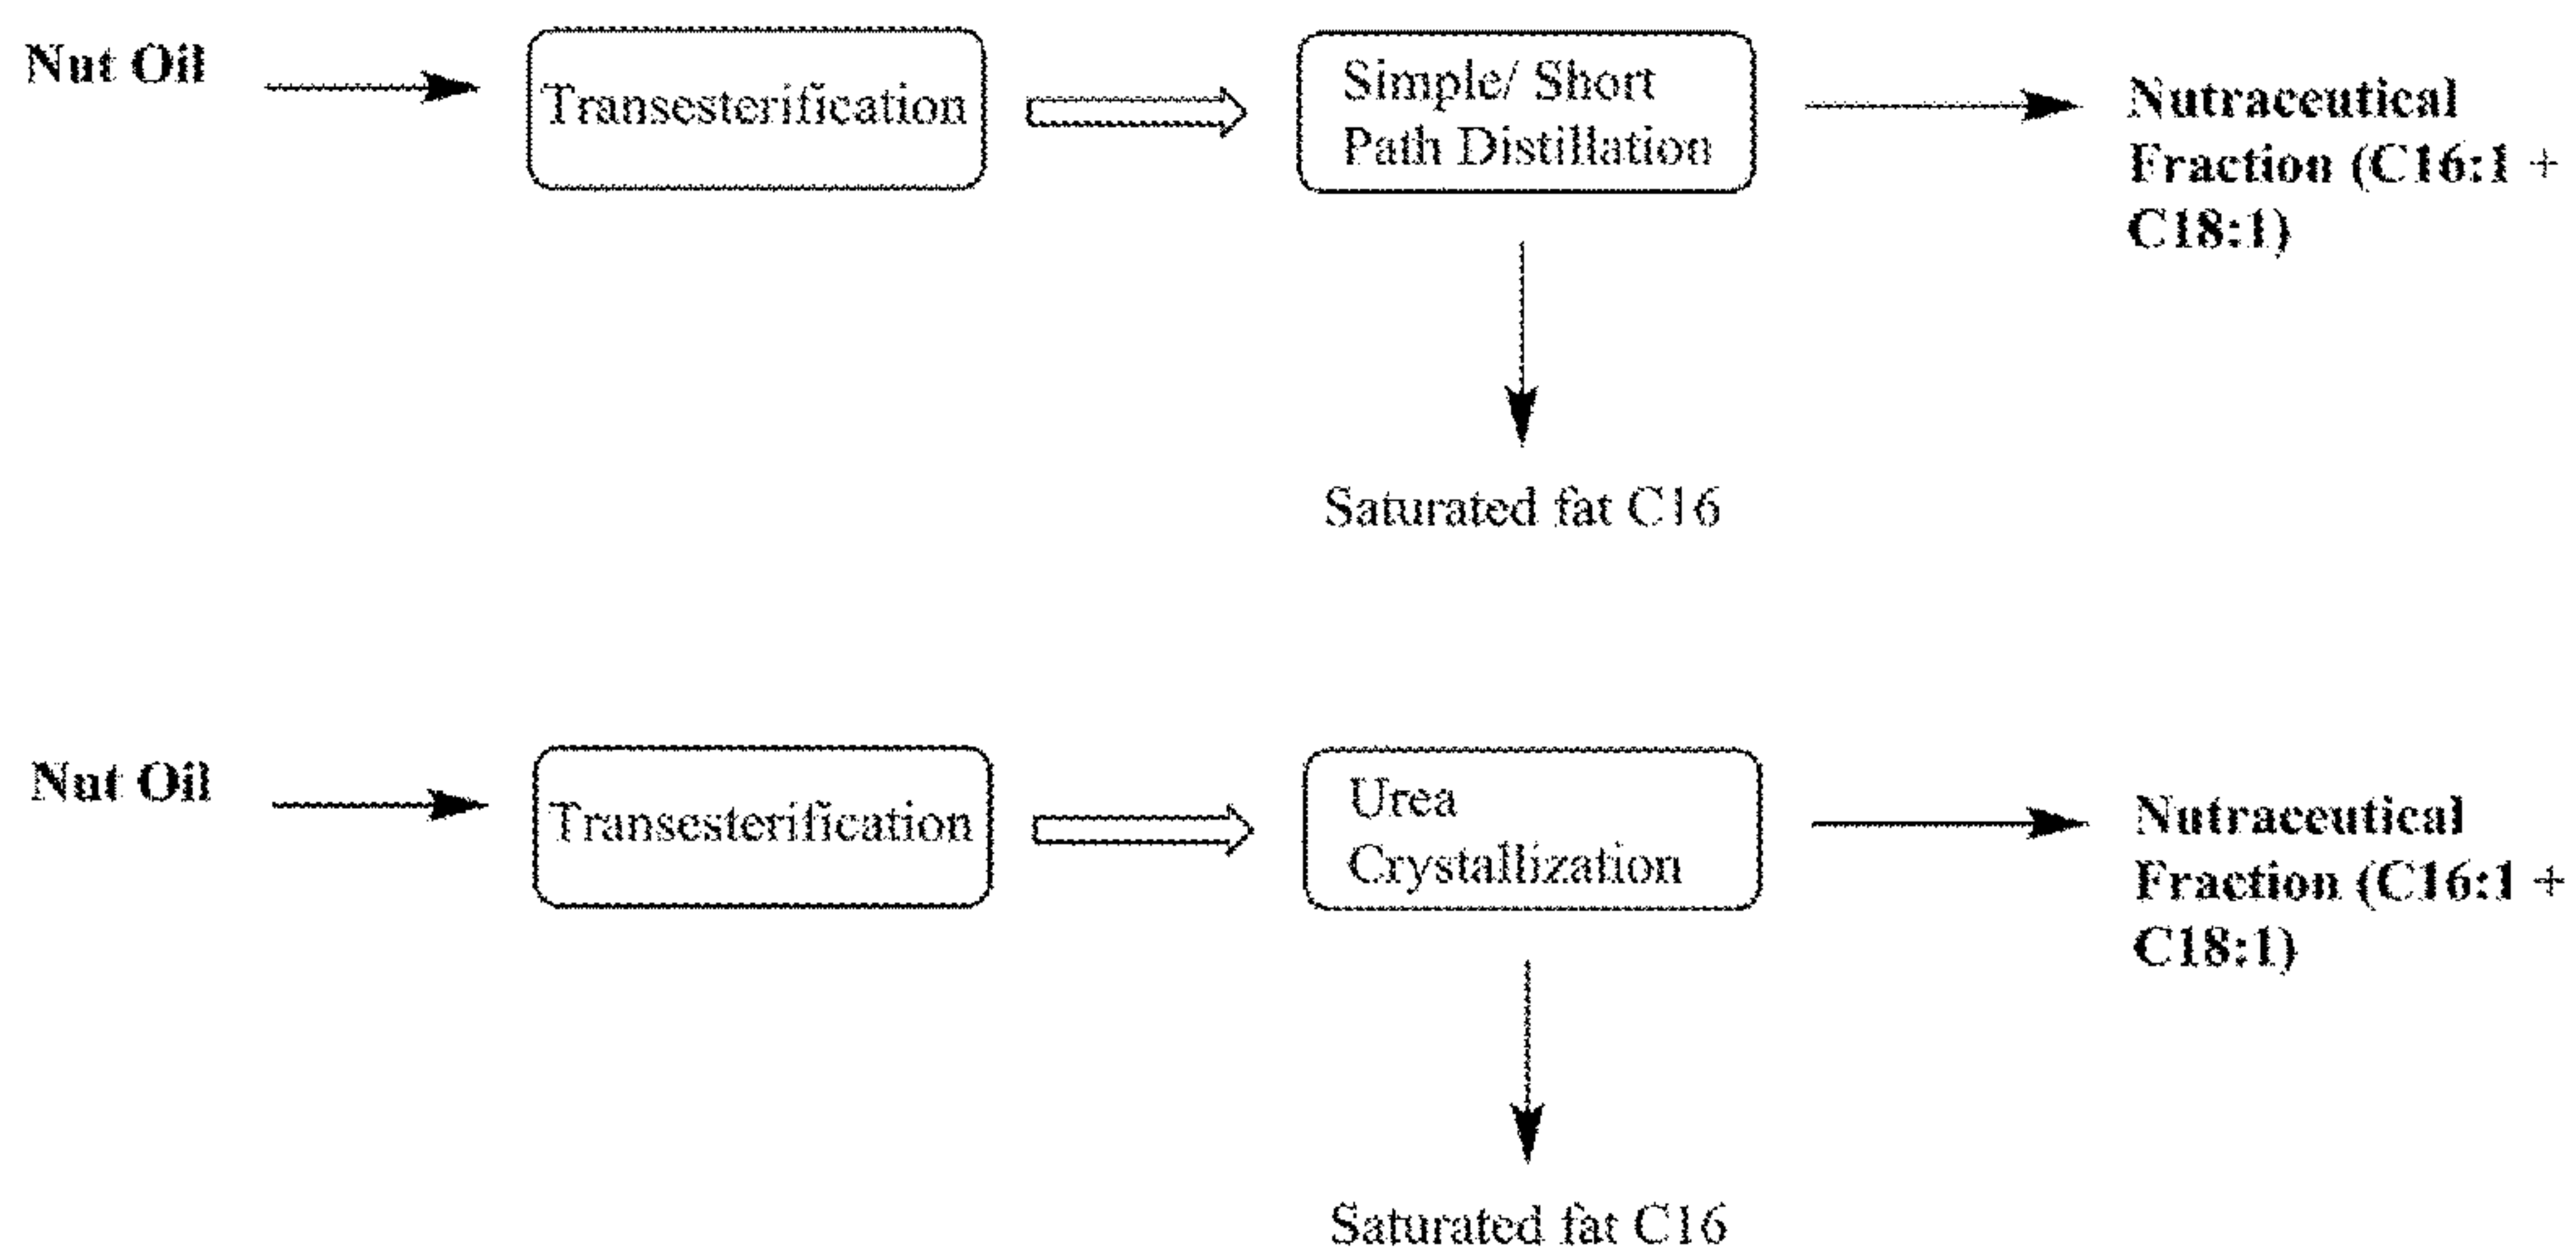 Nut Oil
Transesterification
Simple/ Short
Path Distillation
Nutraceutical
Fraction (C16:1 +
C18:1)
Saturated fat C16
Nut Oil
Transesterification
Urea
Crystallization
Nutraceutical
Fraction (C16:1 +
C18:1)
Saturated fat C16